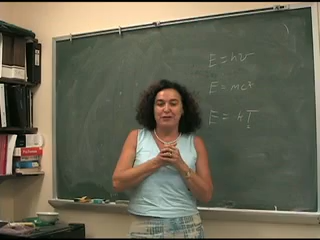 E = hν
E = mc²
E = kT